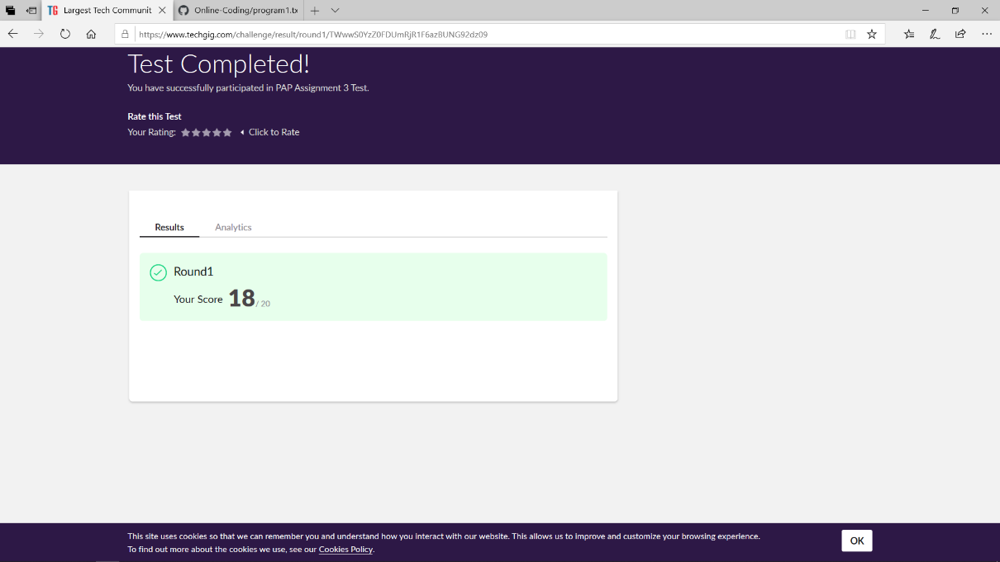 TG Largest Tech Communit
Online-Coding/program1.tx
https://www.techgig.com/challenge/result/round1/TWwwS0YzZ0FDUmRjR1F6azBUNG92dz09
Test Completed!
You have successfully participated in PAP Assignment 3 Test.
Rate this Test
Your Rating: Click to Rate
Results Analytics
Round1
Your Score 18/ 20
This site uses cookies so that we can remember you and understand how you interact with our website. This allows us to improve and customize your browsing experience.
To find out more about the cookies we use, see our Cookies Policy.
OK